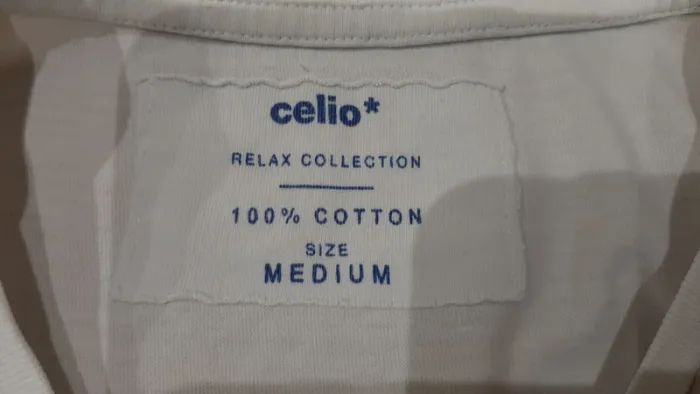 celio*
RELAX COLLECTION
100% COTTON
SIZE
MEDIUM